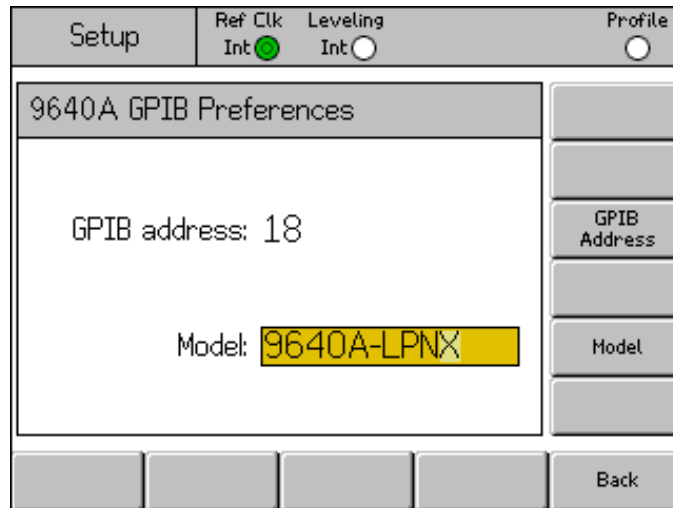 Setup
Ref Clk Leveling
Int Int
Profile
9640A GPIB Preferences
GPIB address: 18
GPIB
Address
Model: 9640A-LPNX
Model
Back